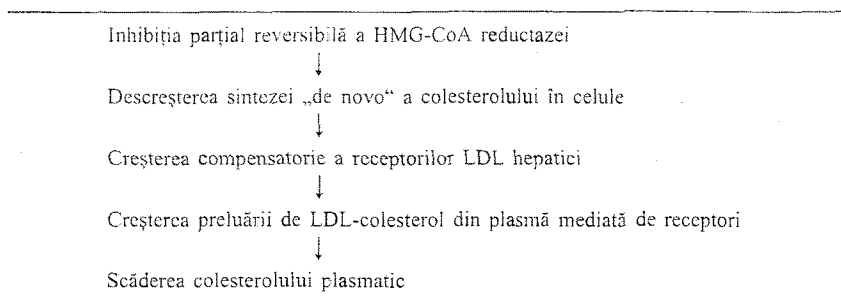 Inhibiția parțial reversibilă a HMG-CoA reductazei
↓
Descreșterea sintezei „de novo“ a colesterolului în celule
↓
Creșterea compensatorie a receptorilor LDL hepatici
↓
Creșterea preluării de LDL-colesterol din plasmă mediată de receptori
↓
Scăderea colesterolului plasmatic